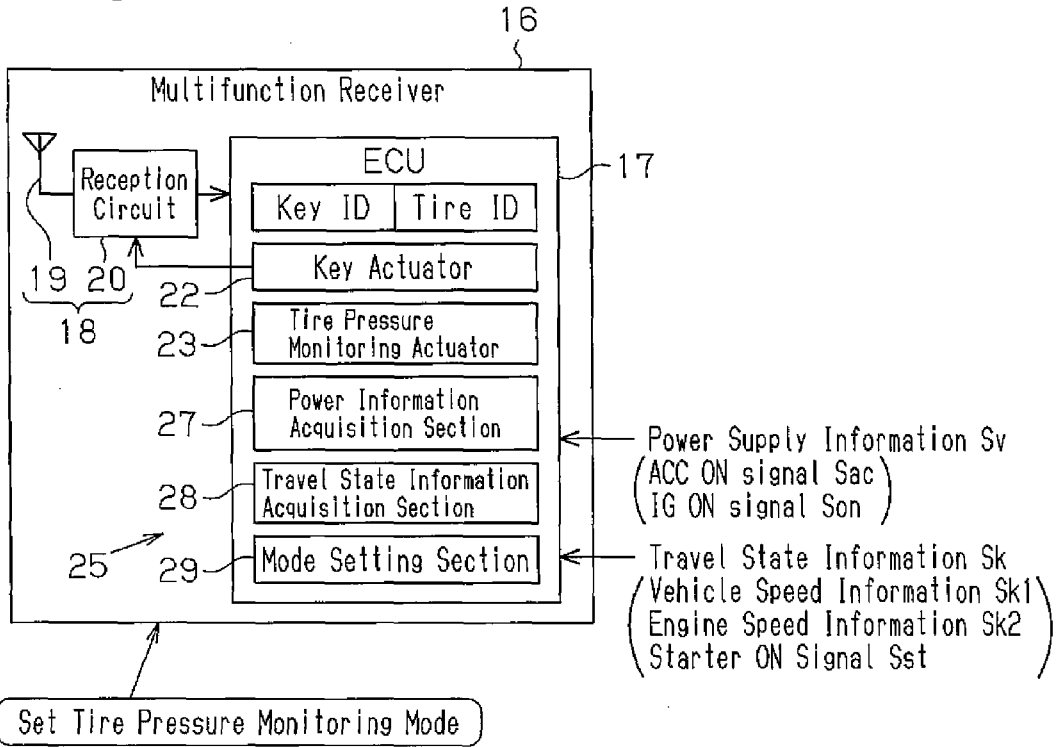 16
Multifunction Receiver
ECU
17
Reception
Circuit
Key ID
Tire ID
Key Actuator
19
20
22
18
Tire Pressure
Monitoring Actuator
23
Power Information
Acquisition Section
27
Power Supply Information Sv
(ACC ON signal Sac
IG ON signal Son)
Travel State Information
Acquisition Section
28
25
29
Mode Setting Section
Travel State Information Sk
(Vehicle Speed Information Sk1
Engine Speed Information Sk2
Starter ON Signal Sst)
Set Tire Pressure Monitoring Mode